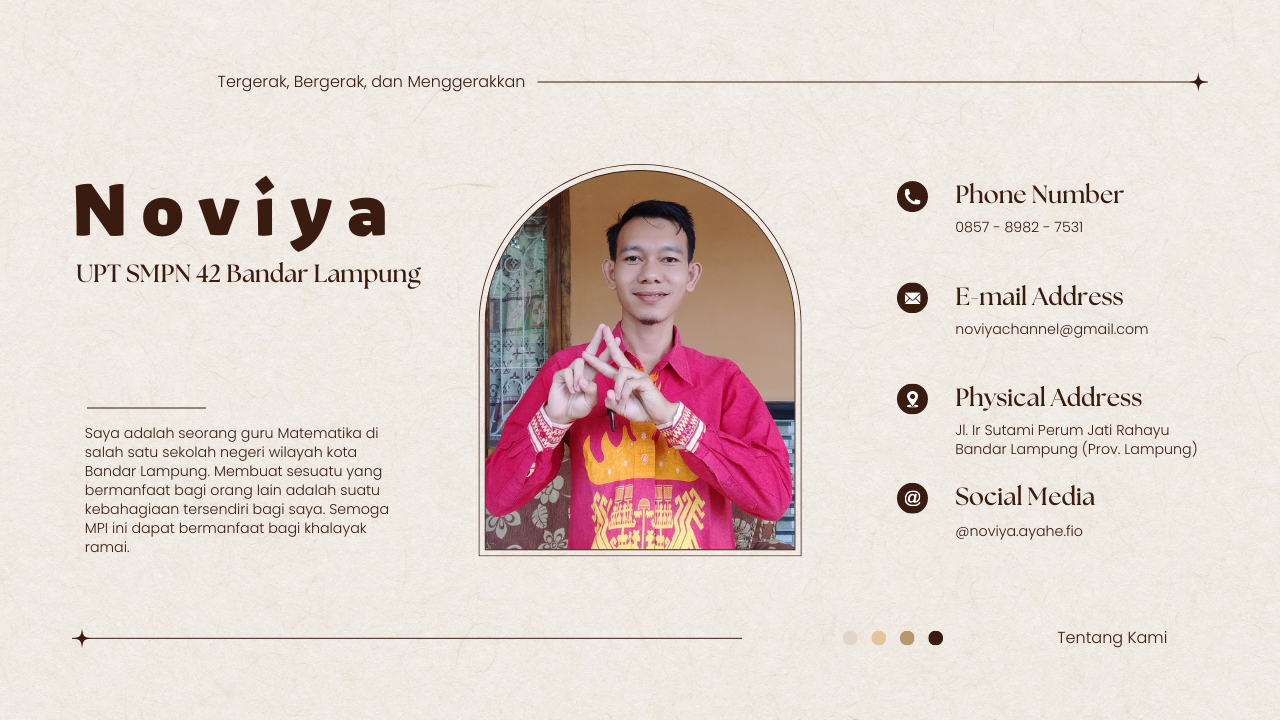 Tergerak, Bergerak, dan Menggerakkan
Noviya
UPT SMPN 42 Bandar Lampung
Saya adalah seorang guru Matematika di
salah satu sekolah negeri wilayah kota
Bandar Lampung. Membuat sesuatu yang
bermanfaat bagi orang lain adalah suatu
kebahagiaan tersendiri bagi saya. Semoga
MPI ini dapat bermanfaat bagi khalayak
ramai.
Phone Number
0857 - 8982 - 7531
E-mail Address
noviyachannel@gmail.com
Physical Address
Jl. Ir Sutami Perum Jati Rahayu
Bandar Lampung (Prov. Lampung)
Social Media
@noviya.ayahe.fio
Tentang Kami